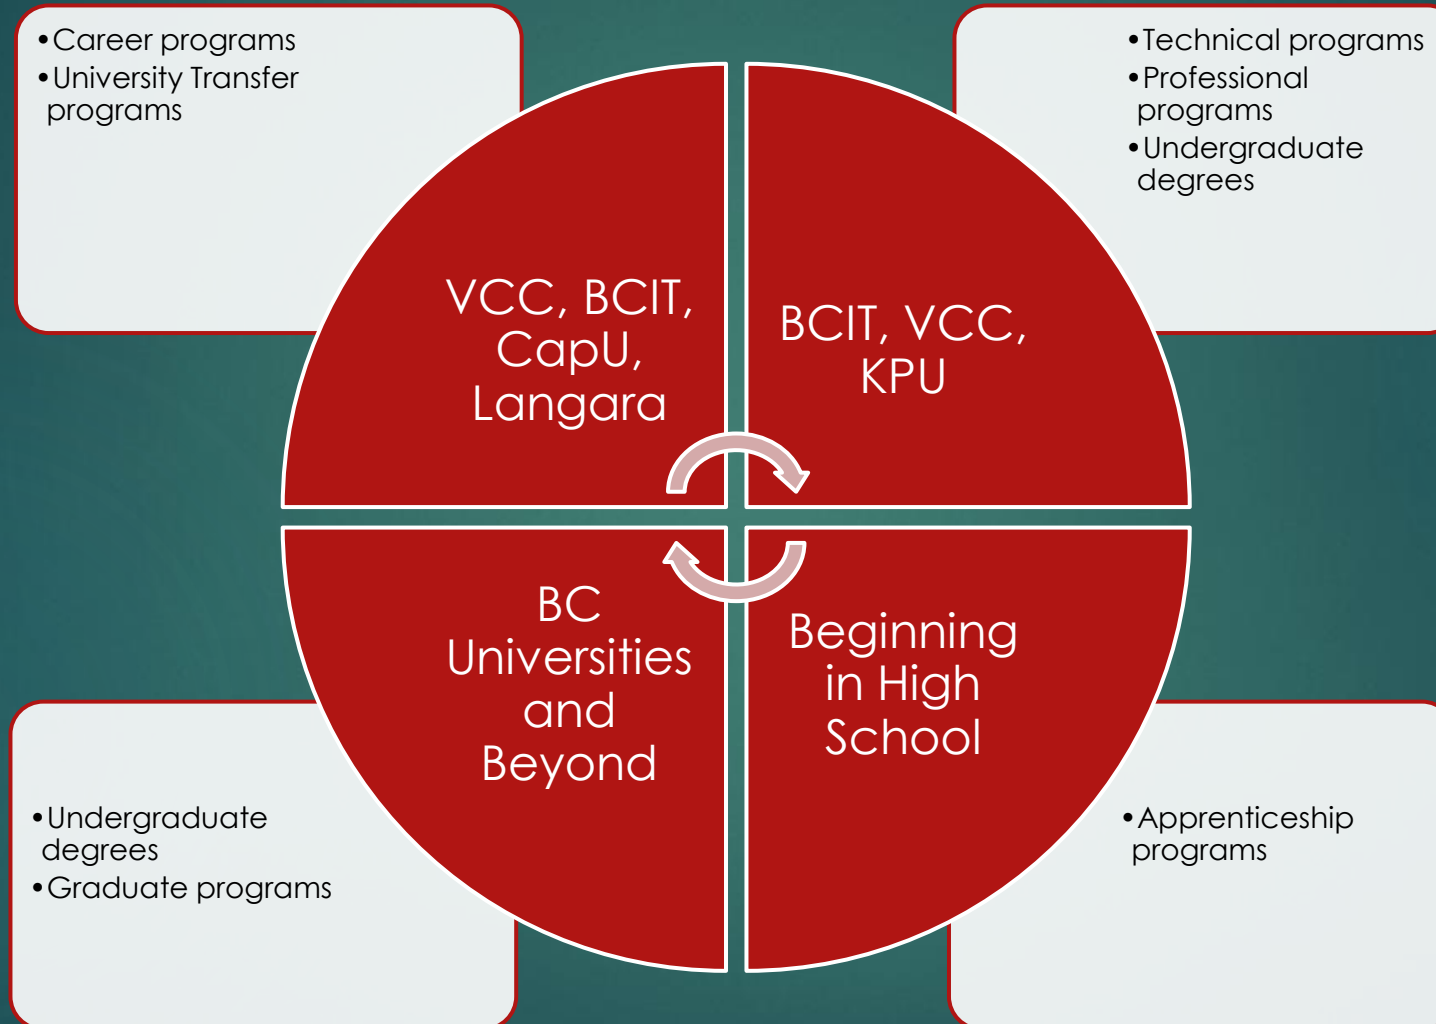 •Career programs
•University Transfer
programs
•Technical programs
•Professional
programs
•Undergraduate
degrees
VCC, BCIT,
CapU,
Langara
BCIT, VCC,
KPU
BC
Universities
and
Beyond
Beginning
in High
School
•Undergraduate
degrees
•Graduate programs
•Apprenticeship
programs